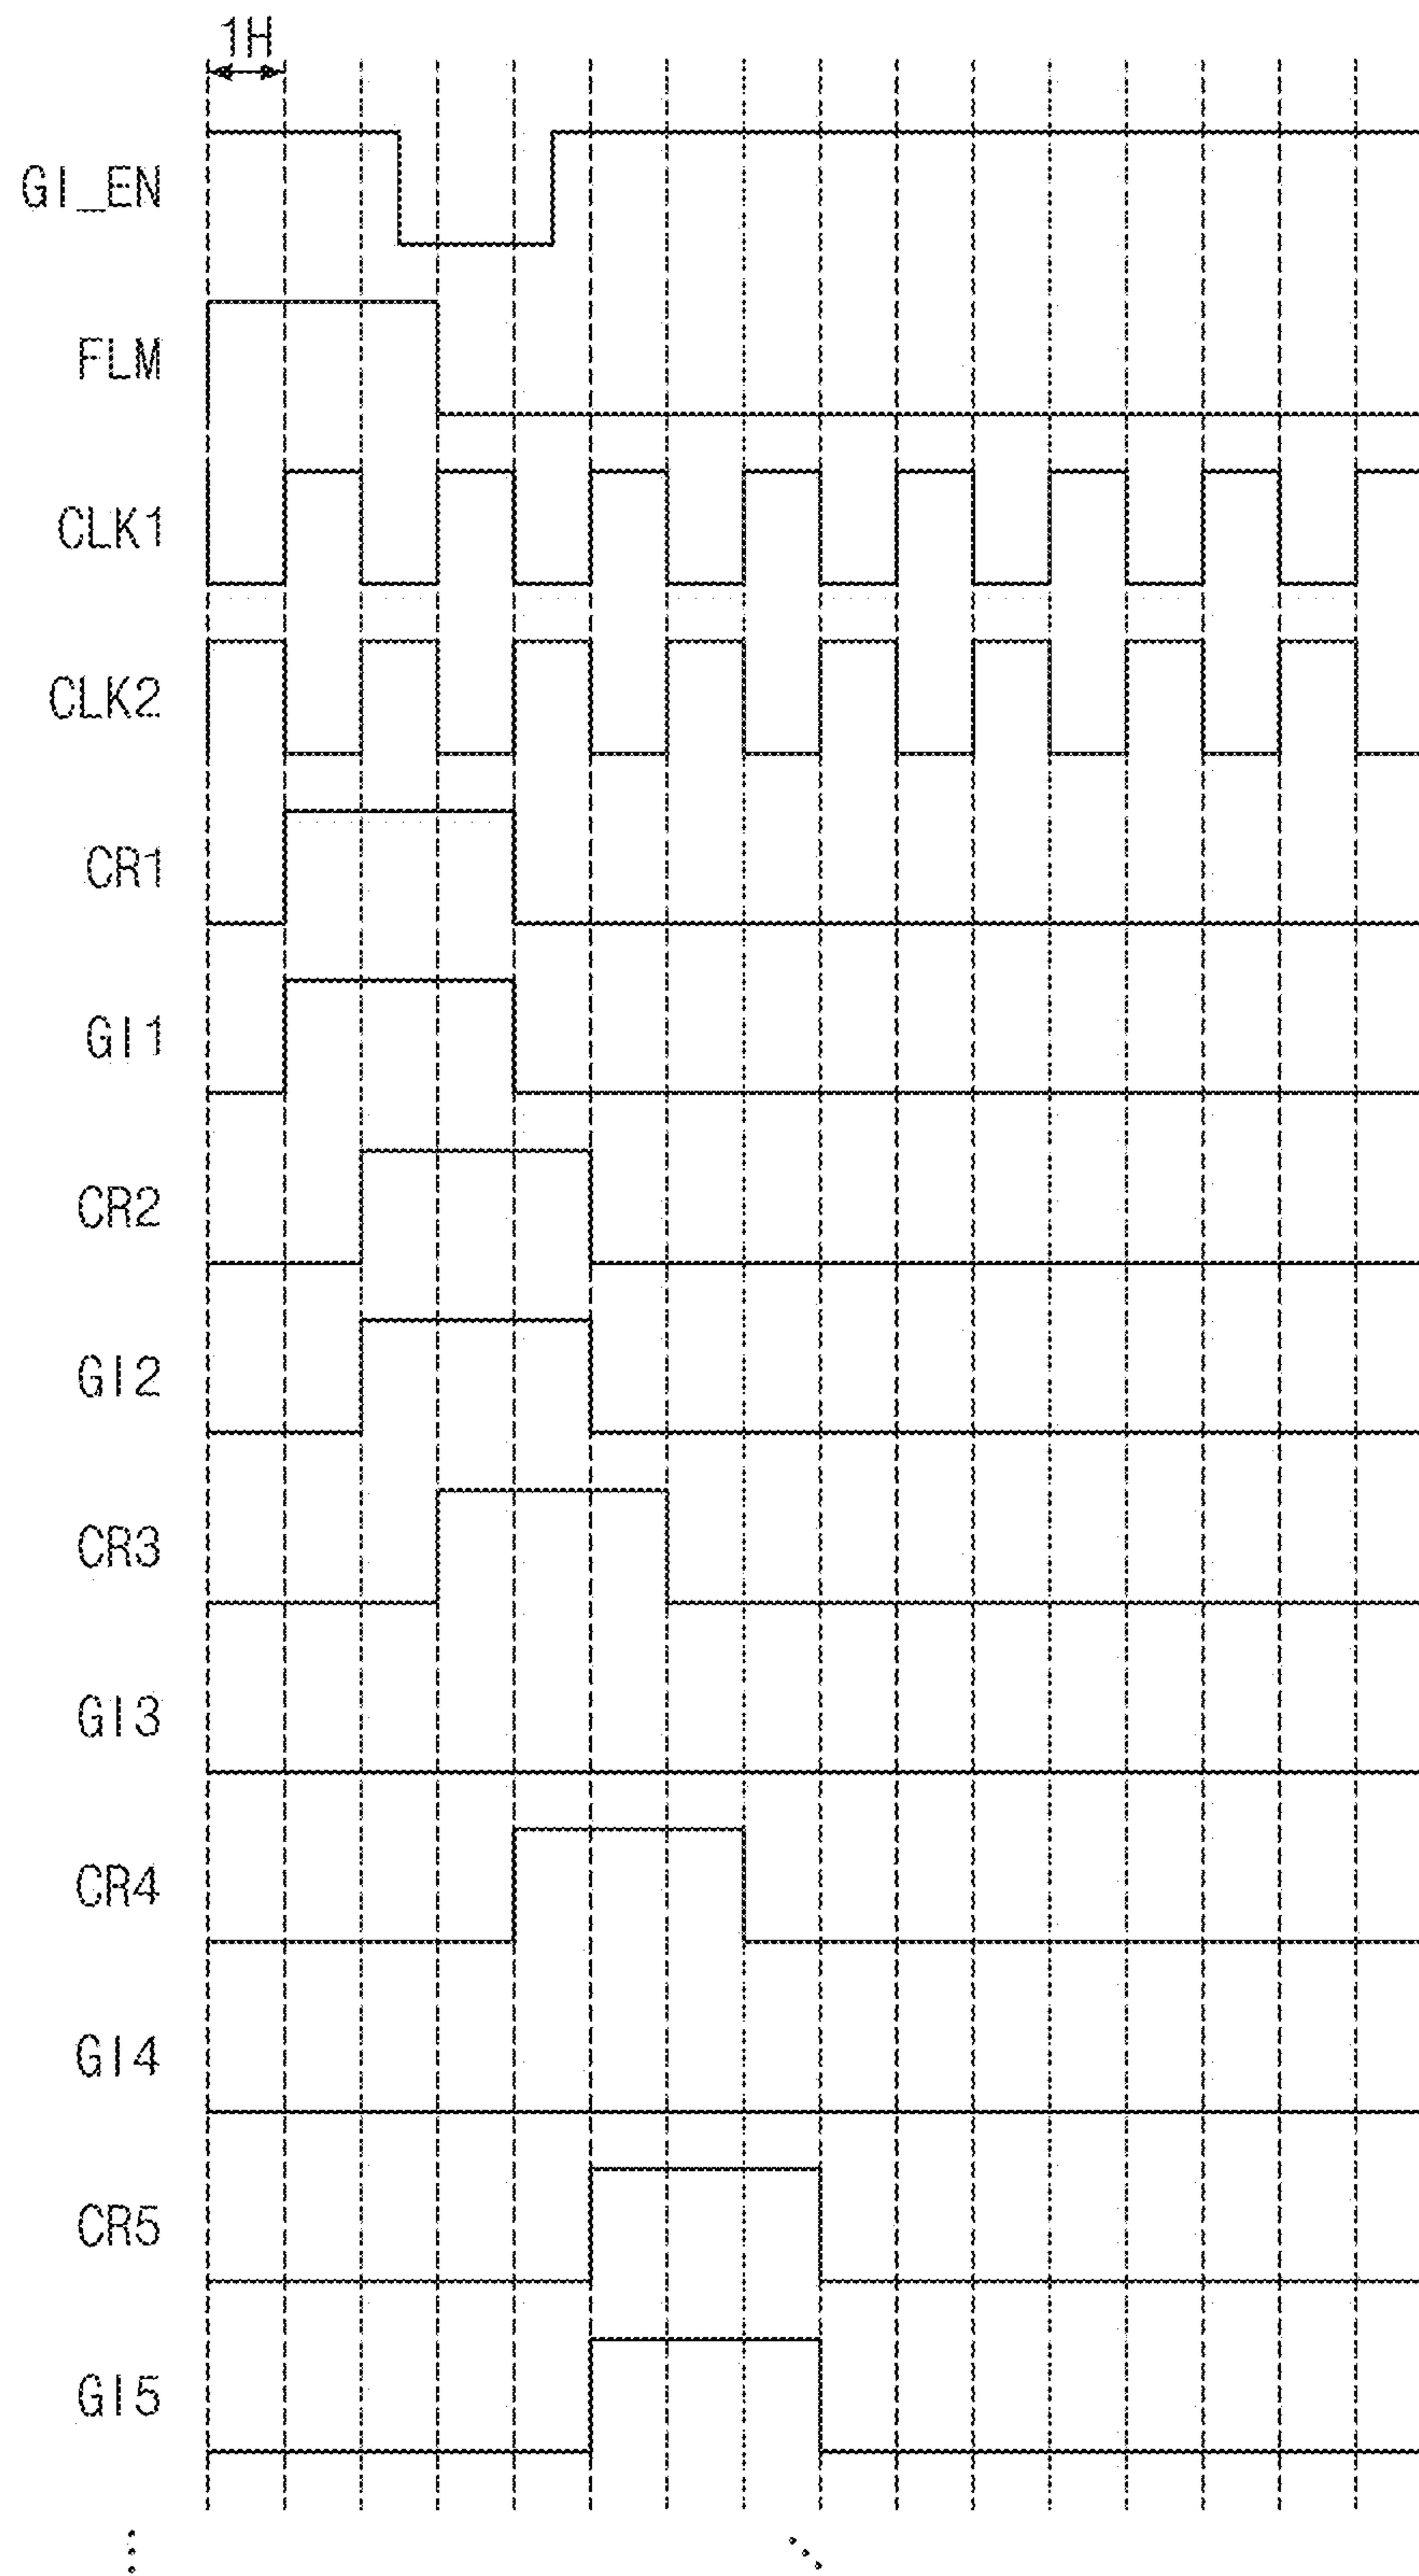 1H
GI_EN
FLM
CLK1
CLK2
CR1
GI1
CR2
GI2
CR3
GI3
CR4
GI4
CR5
GI5